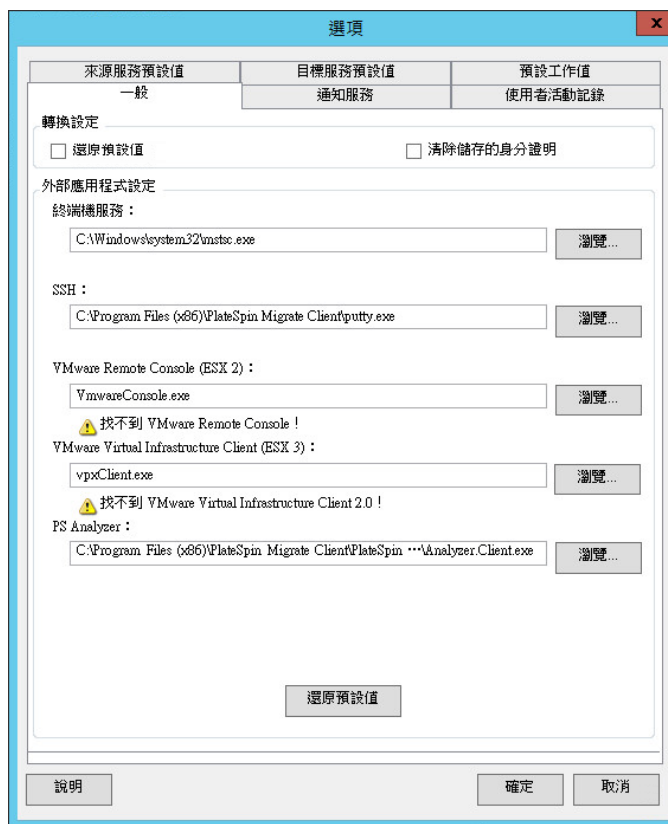 選項
x
來源服務預設值
目標服務預設值
預設工作值
一般
通知服務
使用者活動記錄
轉換設定
還原預設值
清除儲存的身分證明
外部應用程式設定
終端機服務：
C:\Windows\system32\mstsc.exe
瀏覽...
SSH：
C:\Program Files (x86)\PlateSpin Migrate Client\putty.exe
瀏覽...
VMware Remote Console (ESX 2)：
VmwareConsole.exe
瀏覽...
找不到 VMware Remote Console！
VMware Virtual Infrastructure Client (ESX 3)：
vpxClient.exe
瀏覽...
找不到 VMware Virtual Infrastructure Client 2.0！
PS Analyzer：
C:\Program Files (x86)\PlateSpin Migrate Client\PlateSpin ⋯\Analyzer.Client.exe
瀏覽...
還原預設值
說明
確定
取消